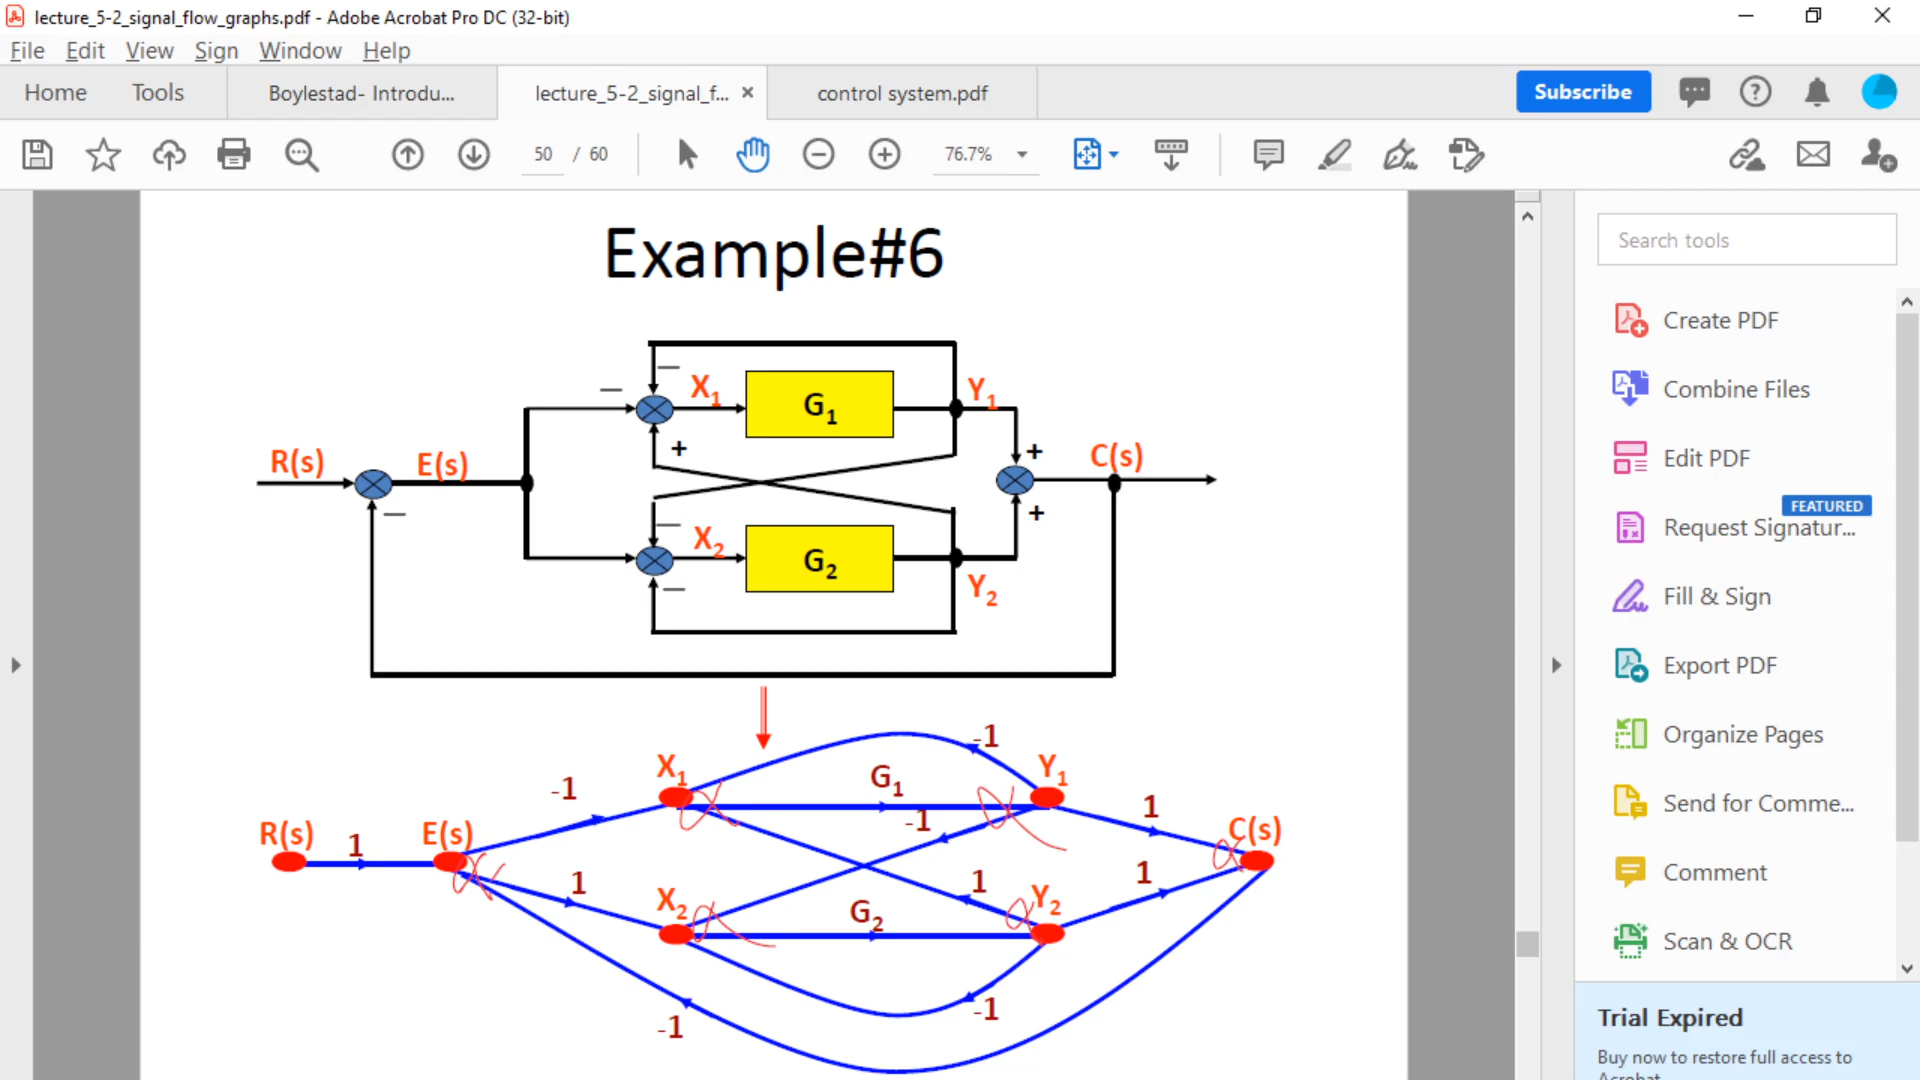 lecture_5-2_signal_flow_graphs.pdf - Adobe Acrobat Pro DC (32-bit)
File Edit View Sign Window Help
Home Tools Boylestad- Introdu... lecture_5-2_signal_f... × control system.pdf Subscribe
50 / 60 76.7%
Example#6
Search tools
Create PDF
Combine Files
Edit PDF
FEATURED
Request Signatur...
Fill & Sign
Export PDF
Organize Pages
Send for Comme...
Comment
Scan & OCR
Trial Expired
Buy now to restore full access to
Acrobat
– X₁ G₁ Y₁
–
+ +
R(s) E(s) C(s)
– – +
X₂ G₂
– Y₂
-1
X₁ G₁ Y₁
-1 -1 1
R(s) 1 E(s) C(s)
1 X₂ 1 Y₂ 1
G₂
-1
-1